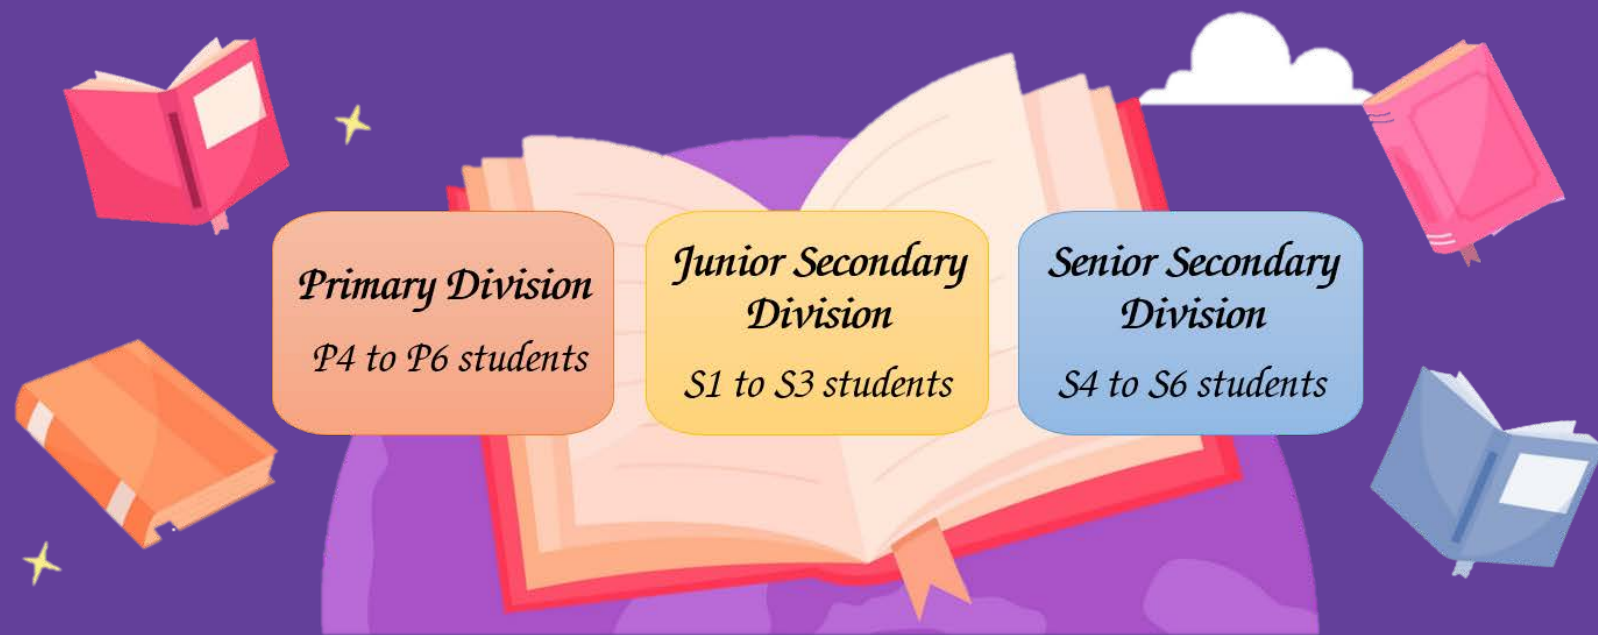 Primary Division
P4 to P6 students
Junior Secondary
Division
S1 to S3 students
Senior Secondary
Division
S4 to S6 students